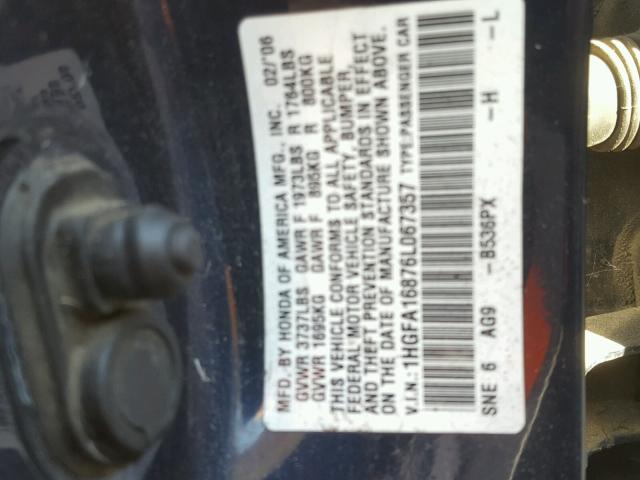 MFD. BY HONDA OF AMERICA MFG., INC. 02/'06
GVWR 3737LBS GAWR F 1973LBS R 1764LBS
GVWR 1695KG GAWR F 895KG R 800KG
THIS VEHICLE CONFORMS TO ALL APPLICABLE
FEDERAL MOTOR VEHICLE SAFETY, BUMPER,
AND THEFT PREVENTION STANDARDS IN EFFECT
ON THE DATE OF MANUFACTURE SHOWN ABOVE.
V.I.N.: 1HGFA16876L067357 TYPE:PASSENGER CAR
SNE 6 AG9 -B536PX -H -L